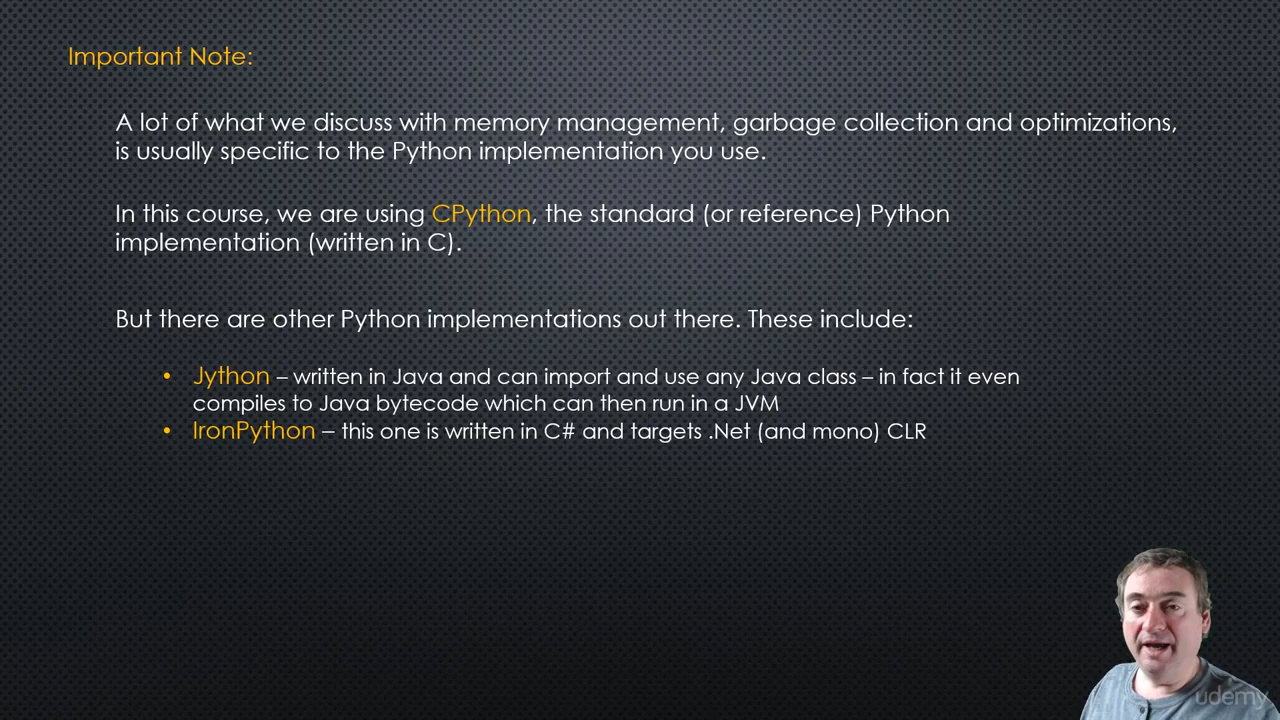 Important Note:
A lot of what we discuss with memory management, garbage collection and optimizations,
is usually specific to the Python implementation you use.
In this course, we are using CPython, the standard (or reference) Python
implementation (written in C).
But there are other Python implementations out there. These include:
• Jython – written in Java and can import and use any Java class – in fact it even
compiles to Java bytecode which can then run in a JVM
• IronPython – this one is written in C# and targets .Net (and mono) CLR
udemy